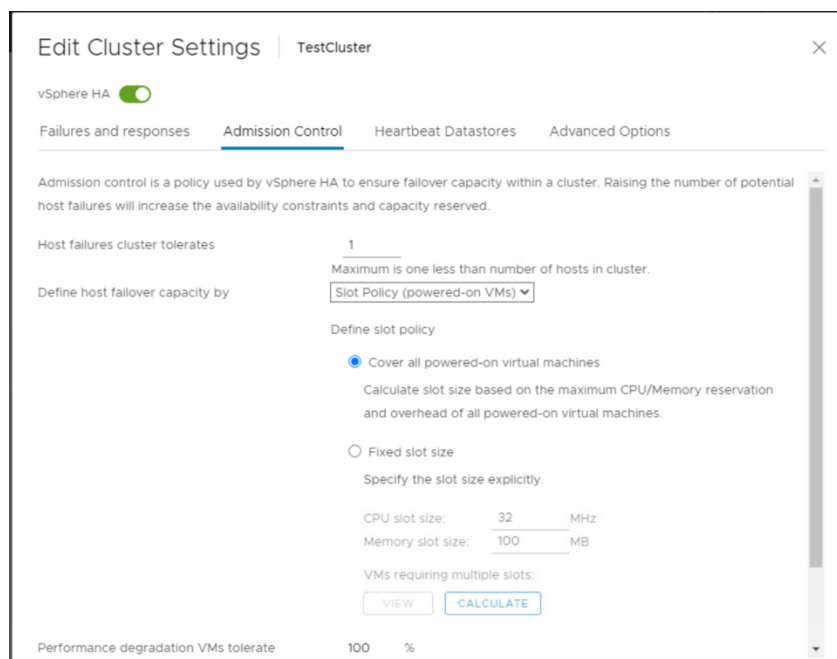 Edit Cluster Settings | TestCluster
vSphere HA
Failures and responses Admission Control Heartbeat Datastores Advanced Options
Admission control is a policy used by vSphere HA to ensure failover capacity within a cluster. Raising the number of potential
host failures will increase the availability constraints and capacity reserved.
Host failures cluster tolerates 1
Maximum is one less than number of hosts in cluster.
Define host failover capacity by Slot Policy (powered-on VMs)
Define slot policy
Cover all powered-on virtual machines
Calculate slot size based on the maximum CPU/Memory reservation
and overhead of all powered-on virtual machines.
Fixed slot size
Specify the slot size explicitly.
CPU slot size: 32 MHz
Memory slot size: 100 MB
VMs requiring multiple slots:
VIEW CALCULATE
Performance degradation VMs tolerate 100 %